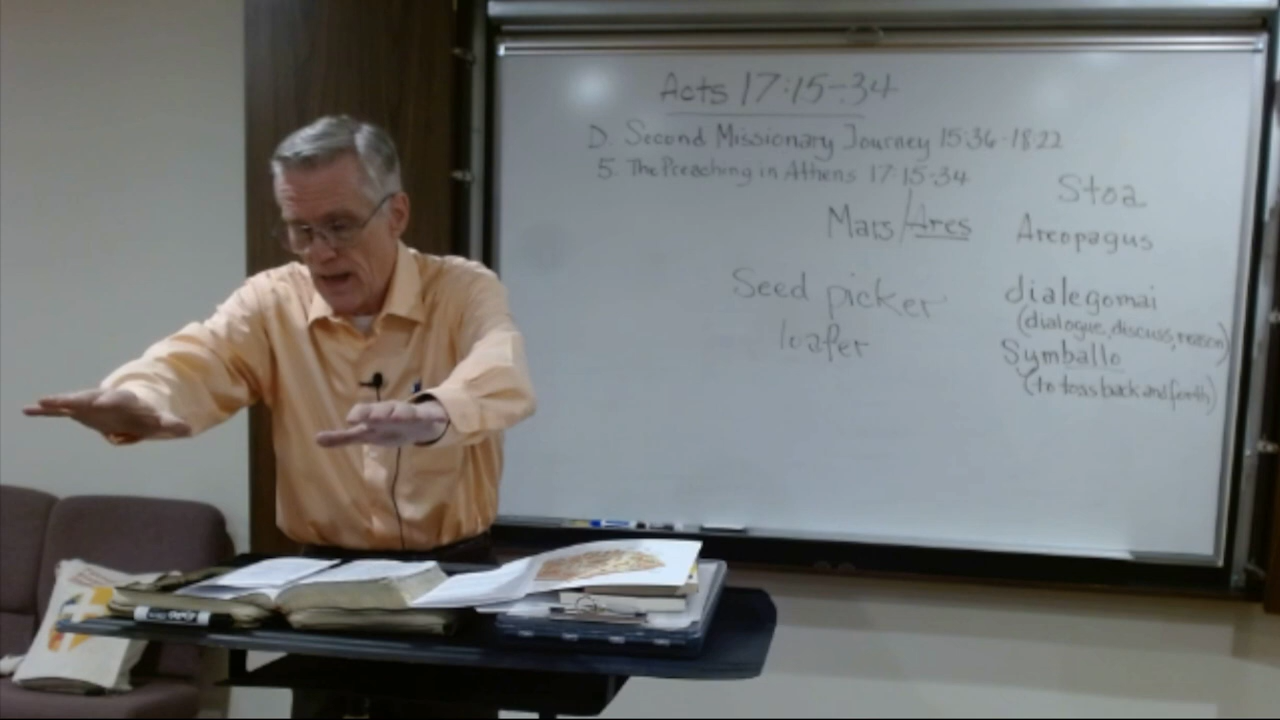 Acts 17:15-34
D. Second Missionary Journey 15:36-18:22
5. The Preaching in Athens 17:15-34
Stoa
Mars/Ares
Areopagus
Seed picker
loafer
dialegomai
(dialogue, discuss, reason)
Symballo
(to toss back and forth)